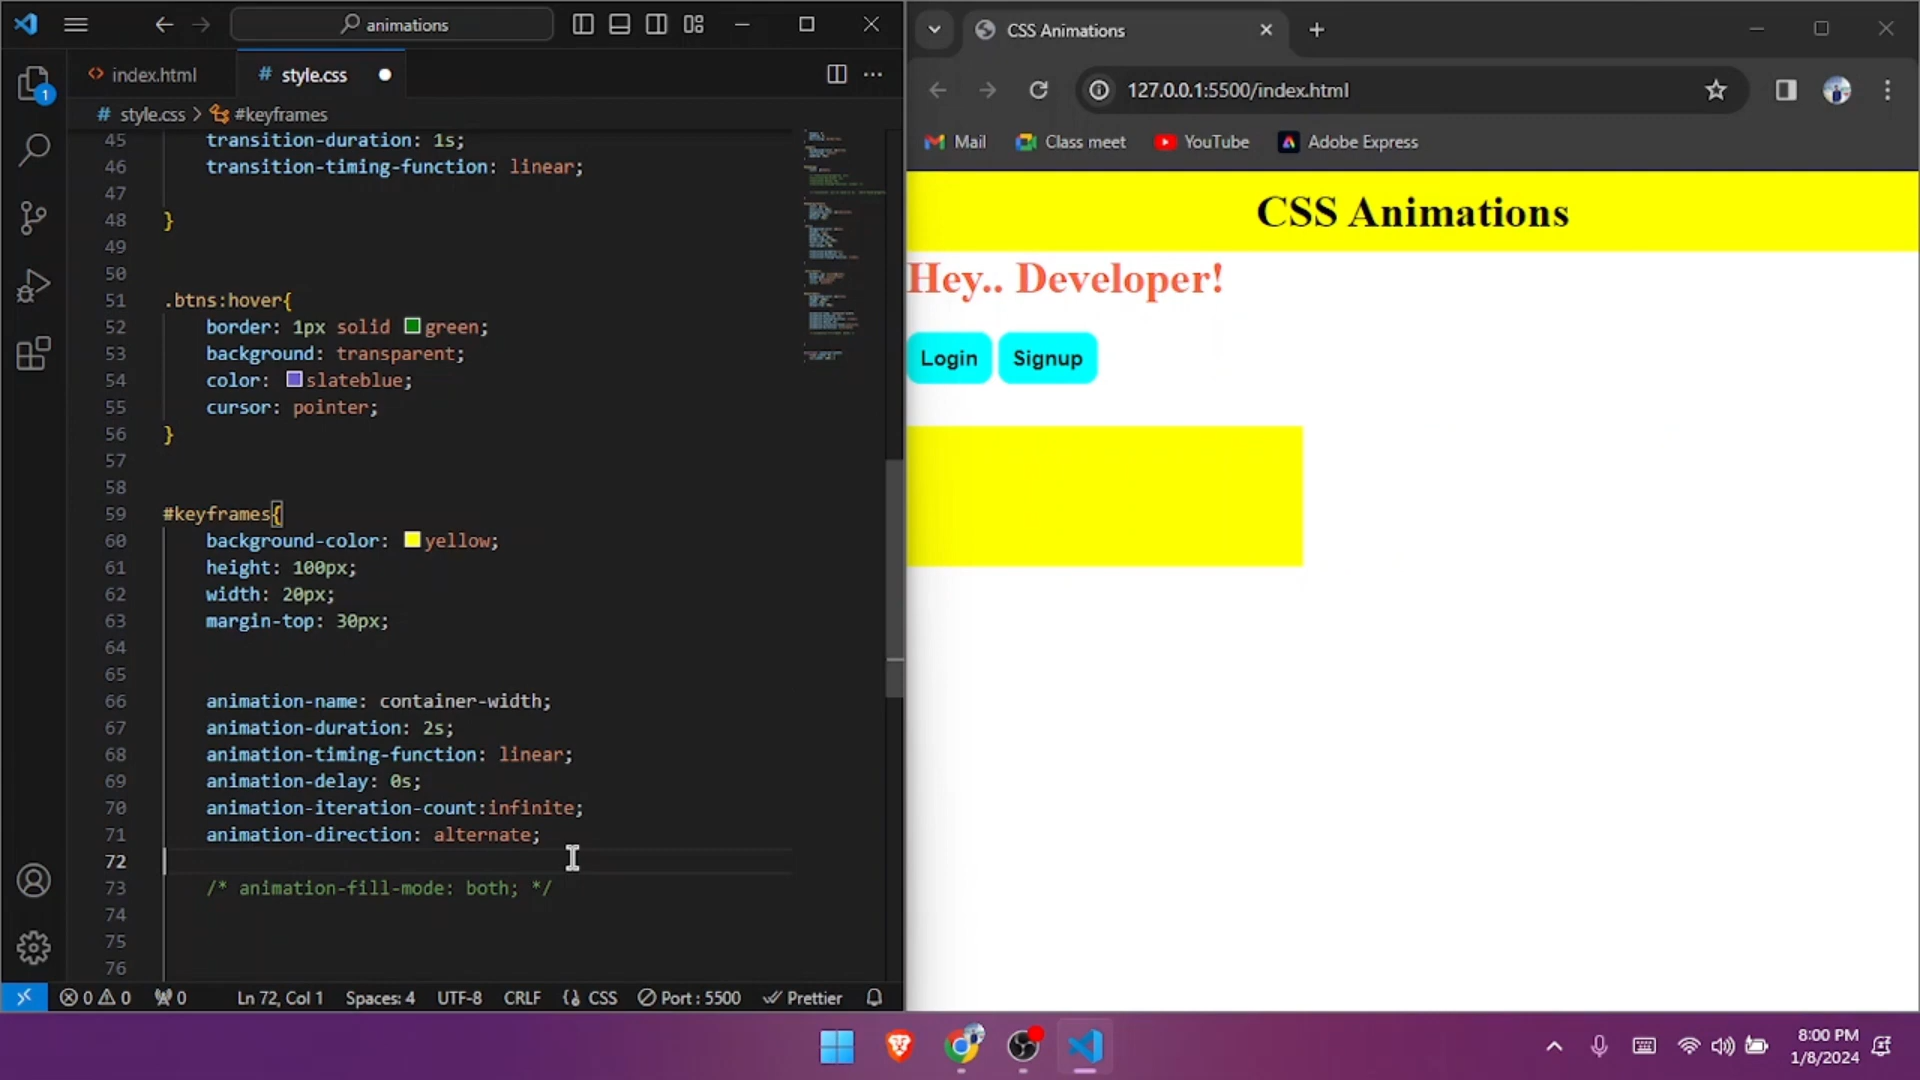 animations
index.html
# style.css
# style.css > #keyframes
45 transition-duration: 1s;
46 transition-timing-function: linear;
47
48 }
49
50
51 .btns:hover{
52 border: 1px solid green;
53 background: transparent;
54 color: slateblue;
55 cursor: pointer;
56 }
57
58
59 #keyframes{
60 background-color: yellow;
61 height: 100px;
62 width: 20px;
63 margin-top: 30px;
64
65
66 animation-name: container-width;
67 animation-duration: 2s;
68 animation-timing-function: linear;
69 animation-delay: 0s;
70 animation-iteration-count:infinite;
71 animation-direction: alternate;
72
73 /* animation-fill-mode: both; */
74
75
76
1
0 0 0 Ln 72, Col 1 Spaces: 4 UTF-8 CRLF {} CSS Port : 5500 Prettier
CSS Animations
127.0.0.1:5500/index.html
Mail Class meet YouTube Adobe Express
CSS Animations
Hey.. Developer!
Login Signup
8:00 PM
1/8/2024